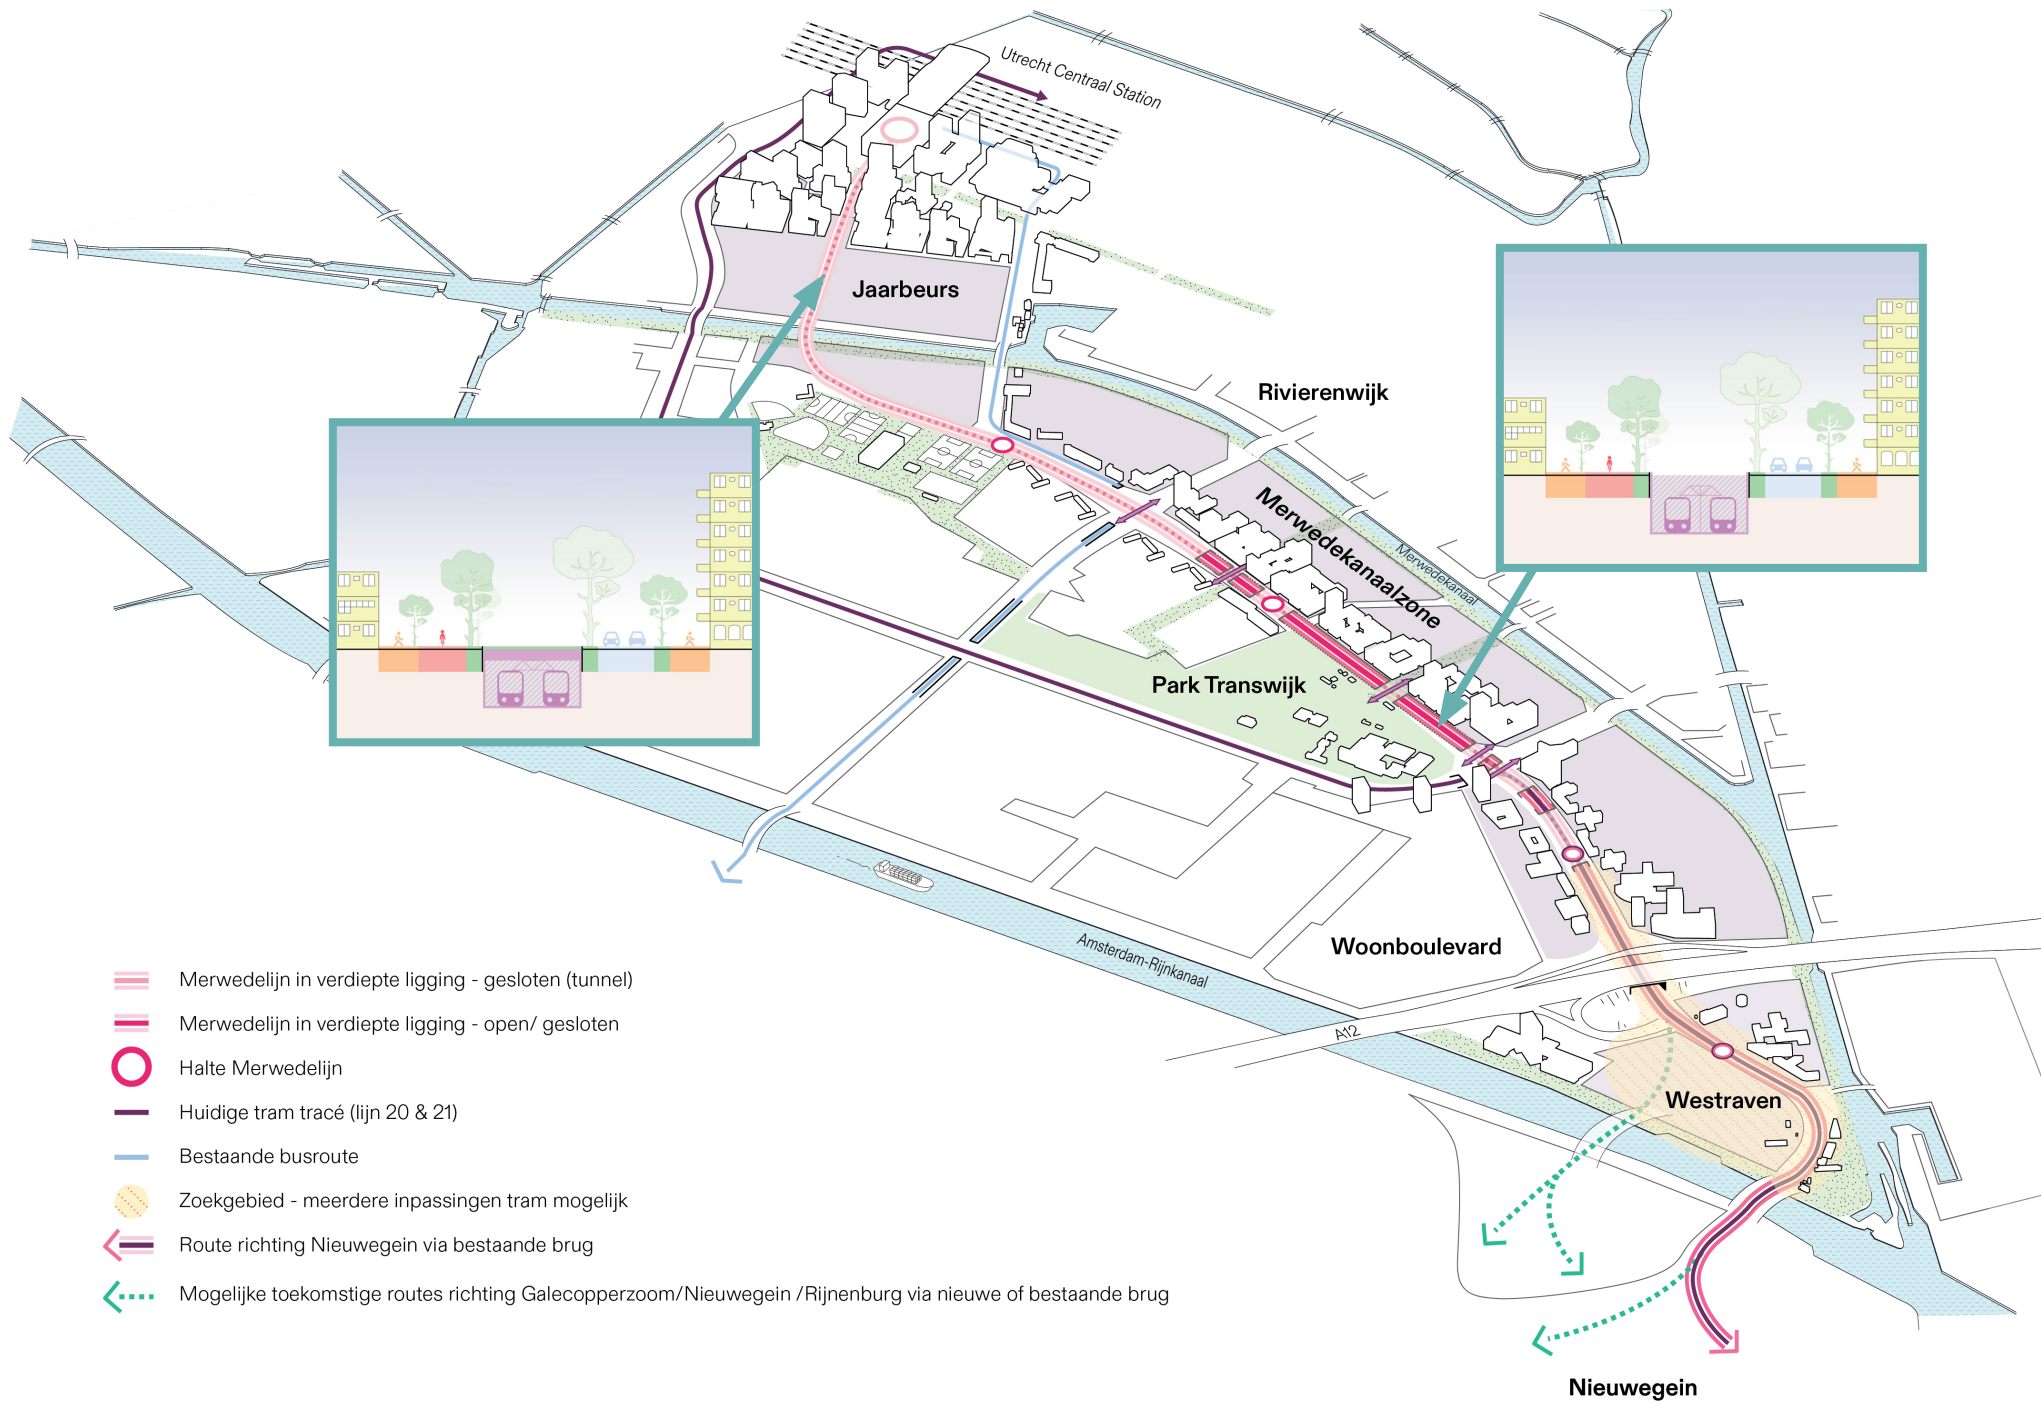 Utrecht Centraal Station
Jaarbeurs
Rivierenwijk
Merwedekanaalzone
Merwedekanaal
Park Transwijk
Woonboulevard
Amsterdam-Rijnkanaal
A12
Westraven
Nieuwegein
Merwedelijn in verdiepte ligging - gesloten (tunnel)
Merwedelijn in verdiepte ligging - open/ gesloten
Halte Merwedelijn
Huidige tram tracé (lijn 20 & 21)
Bestaande busroute
Zoekgebied - meerdere inpassingen tram mogelijk
Route richting Nieuwegein via bestaande brug
Mogelijke toekomstige routes richting Galecopperzoom/Nieuwegein /Rijnenburg via nieuwe of bestaande brug